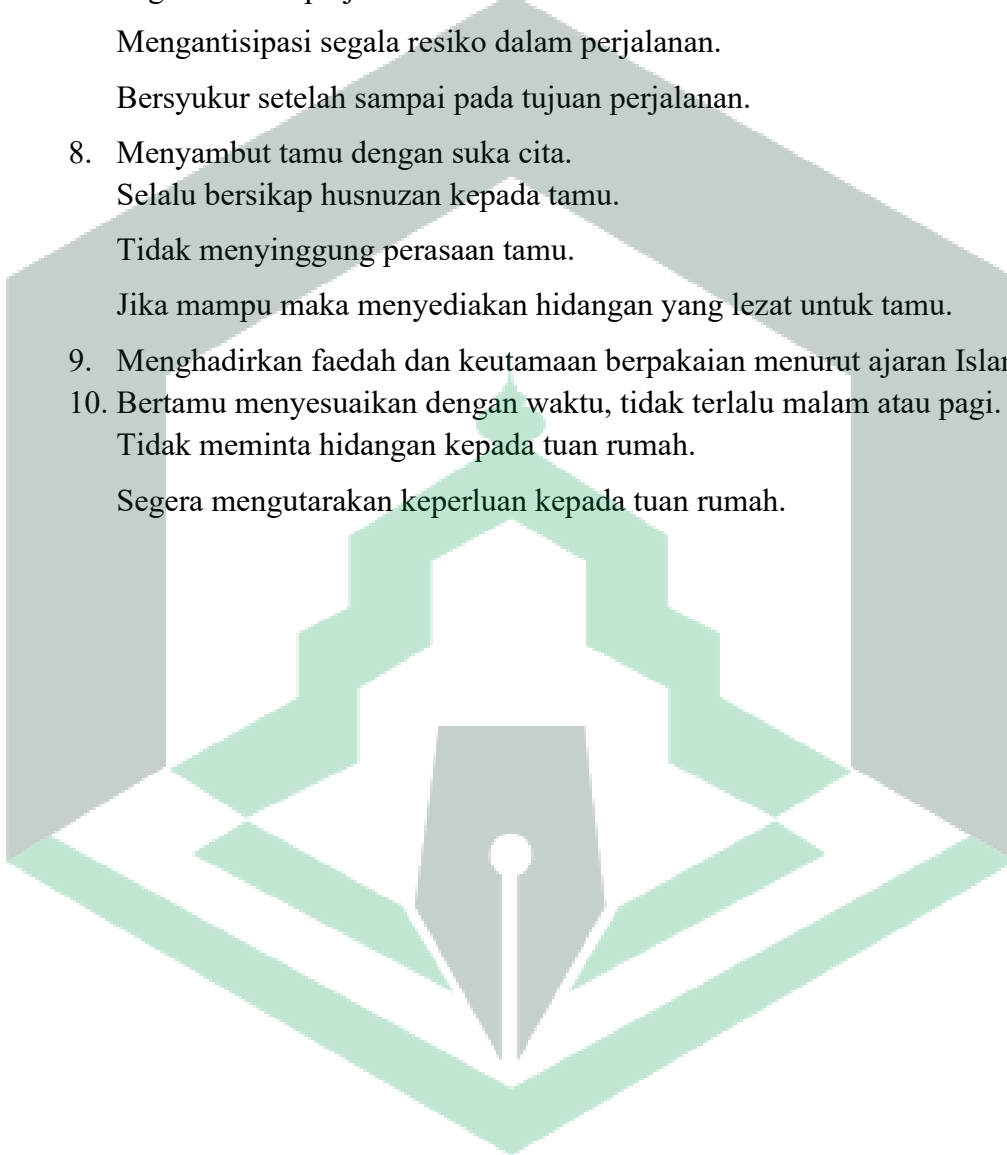 Mengantisipasi segala resiko dalam perjalanan.
Bersyukur setelah sampai pada tujuan perjalanan.
8. Menyambut tamu dengan suka cita.
Selalu bersikap husnuzan kepada tamu.
Tidak menyinggung perasaan tamu.
Jika mampu maka menyediakan hidangan yang lezat untuk tamu.
9. Menghadirkan faedah dan keutamaan berpakaian menurut ajaran
10. Bertamu menyesuaikan dengan waktu, tidak terlalu malam atau pagi.
Tidak meminta hidangan kepada tuan rumah.
Segera mengutarakan keperluan kepada tuan rumah.